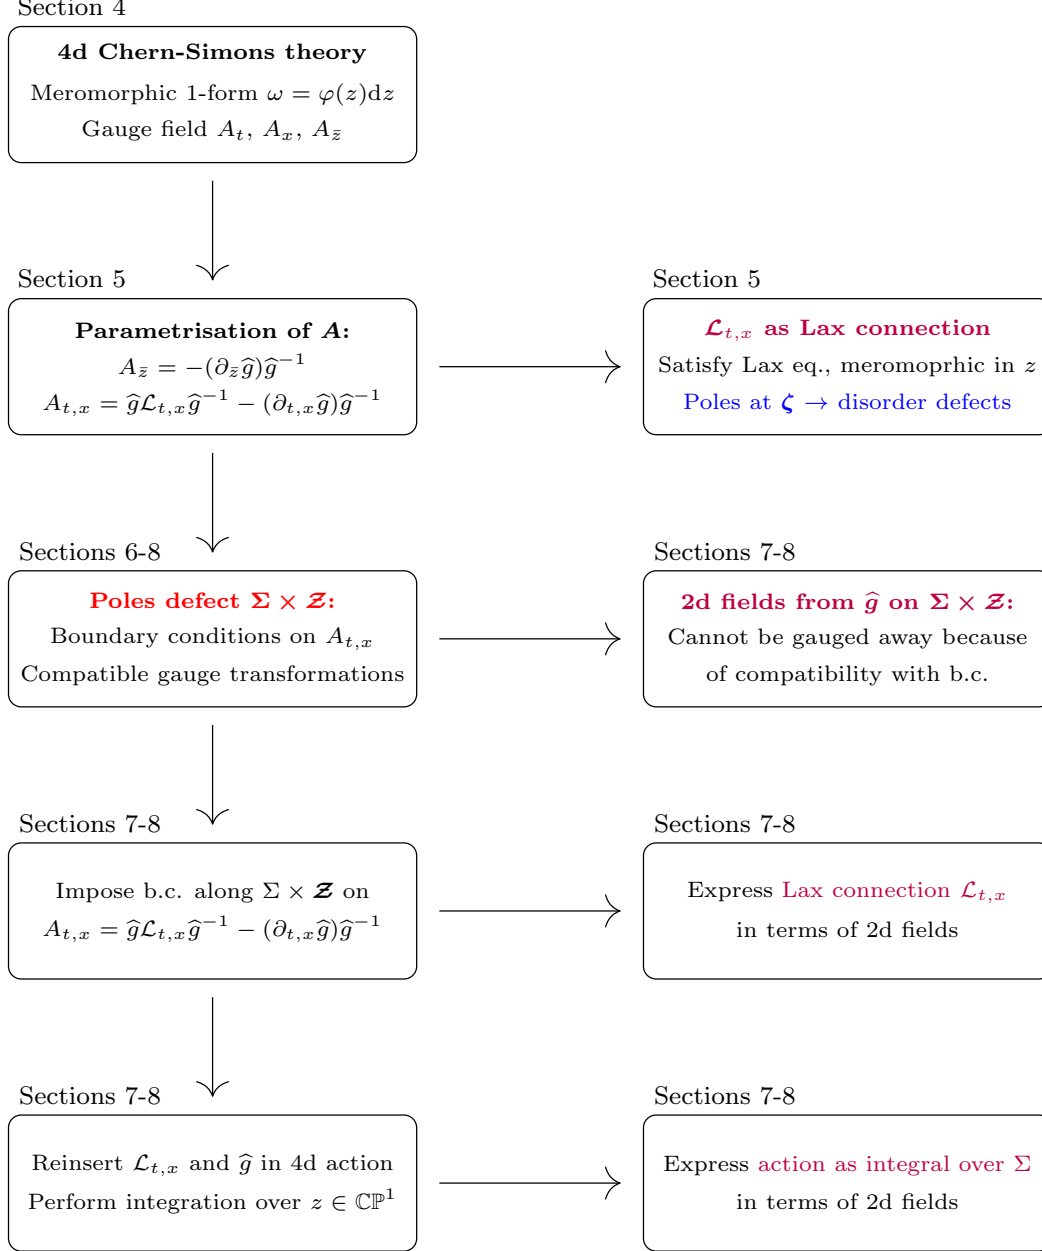 Section 4
4d Chern-Simons theory
Meromorphic 1-form ω = φ(z)dz
Gauge field A_t, A_x, A_z̄
Section 5
Parametrisation of A:
A_z̄ = −(∂_z̄ ĝ)ĝ⁻¹
A_{t,x} = ĝℒ_{t,x}ĝ⁻¹ − (∂_{t,x}ĝ)ĝ⁻¹
Section 5
ℒ_{t,x} as Lax connection
Satisfy Lax eq., meromoprhic in z
Poles at ζ → disorder defects
Sections 6-8
Poles defect Σ × 𝓩:
Boundary conditions on A_{t,x}
Compatible gauge transformations
Sections 7-8
2d fields from ĝ on Σ × 𝓩:
Cannot be gauged away because
of compatibility with b.c.
Sections 7-8
Impose b.c. along Σ × 𝓩 on
A_{t,x} = ĝℒ_{t,x}ĝ⁻¹ − (∂_{t,x}ĝ)ĝ⁻¹
Sections 7-8
Express Lax connection ℒ_{t,x}
in terms of 2d fields
Sections 7-8
Reinsert ℒ_{t,x} and ĝ in 4d action
Perform integration over z ∈ ℂℙ¹
Sections 7-8
Express action as integral over Σ
in terms of 2d fields